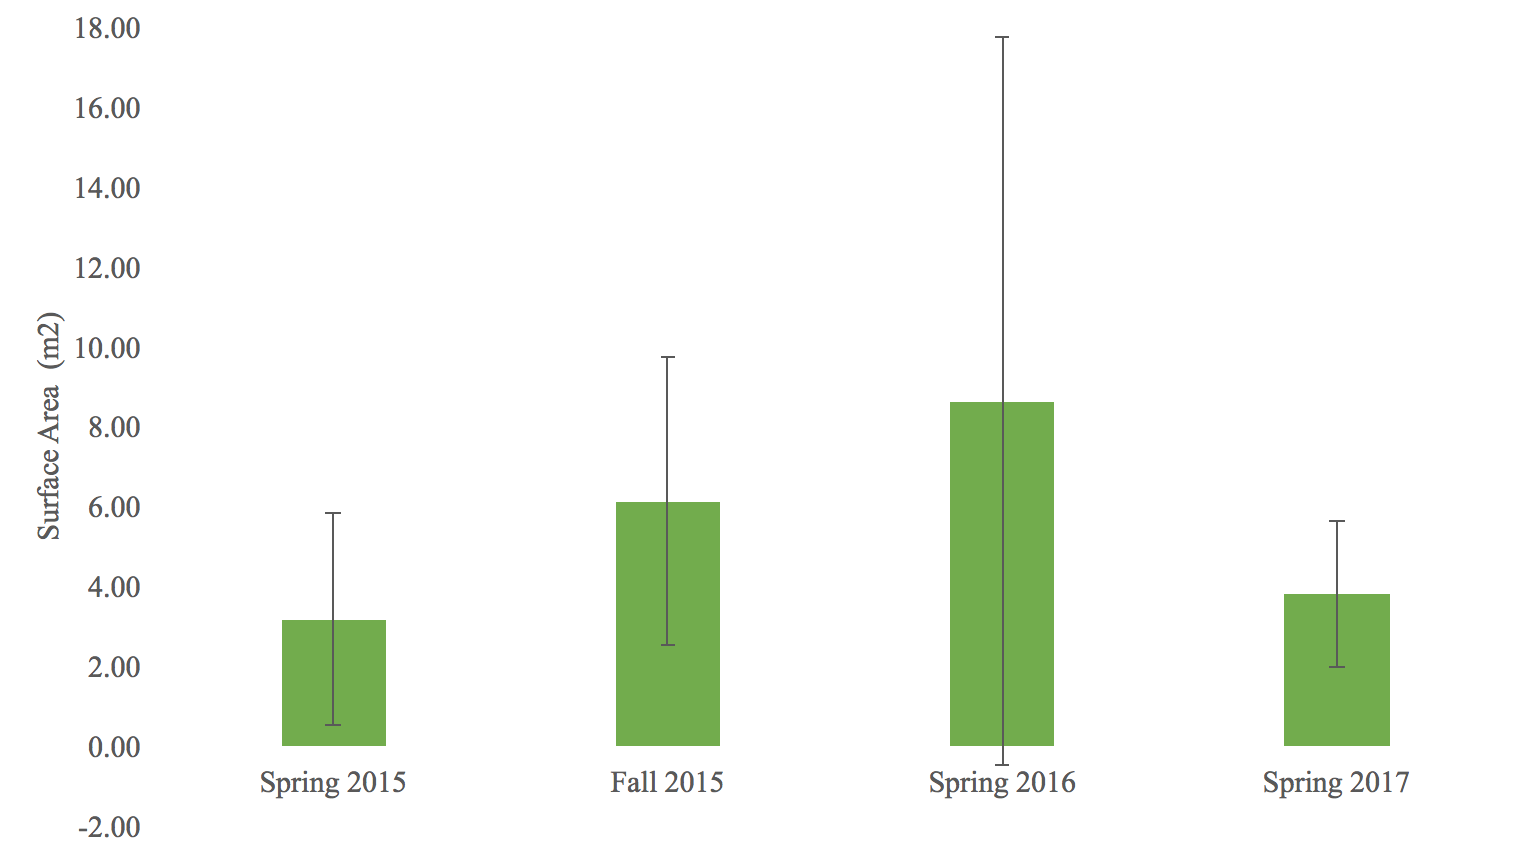 18.00
16.00
14.00
12.00
10.00
8.00
6.00
4.00
2.00
0.00
-2.00
Surface Area  (m2)
Spring 2015
Fall 2015
Spring 2016
Spring 2017